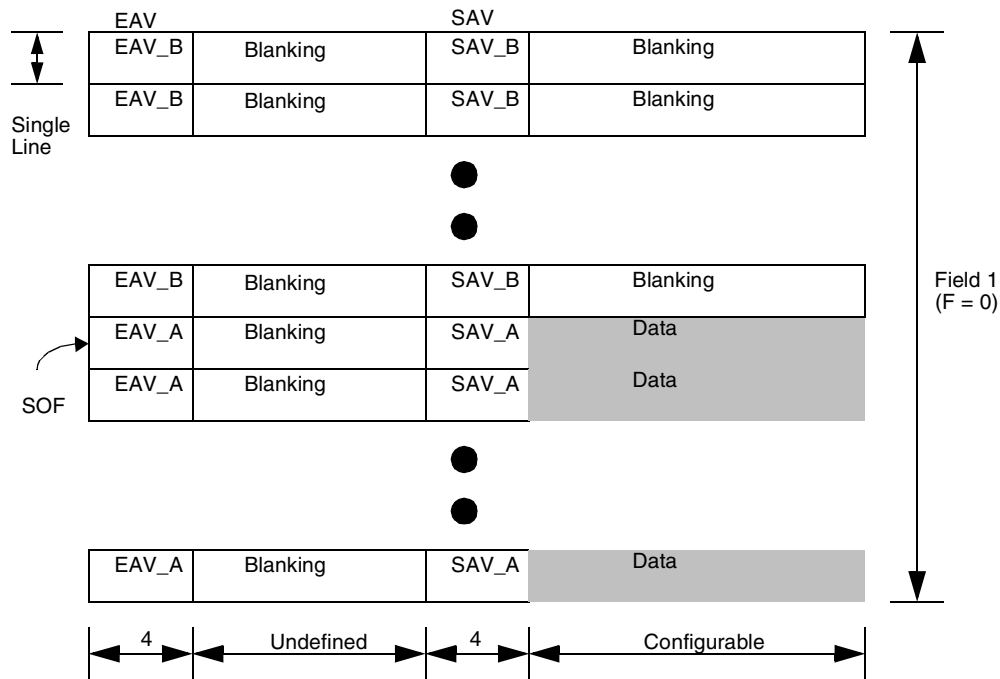 EAV SAV
EAV_B Blanking SAV_B Blanking
EAV_B Blanking SAV_B Blanking
Single
Line
EAV_B Blanking SAV_B Blanking
Field 1
(F = 0)
EAV_A Blanking SAV_A Data
EAV_A Blanking SAV_A Data
SOF
EAV_A Blanking SAV_A Data
4 Undefined 4 Configurable